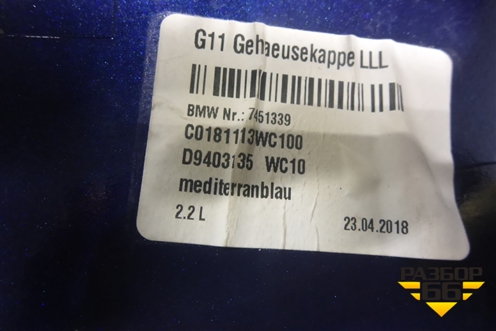 G11 Gehaeusekappe LLL
BMW Nr.: 7451339
C0181113WC100
D9403135 WC10
mediterranblau
2.2 L 23.04.2018
РАЗБОР
66